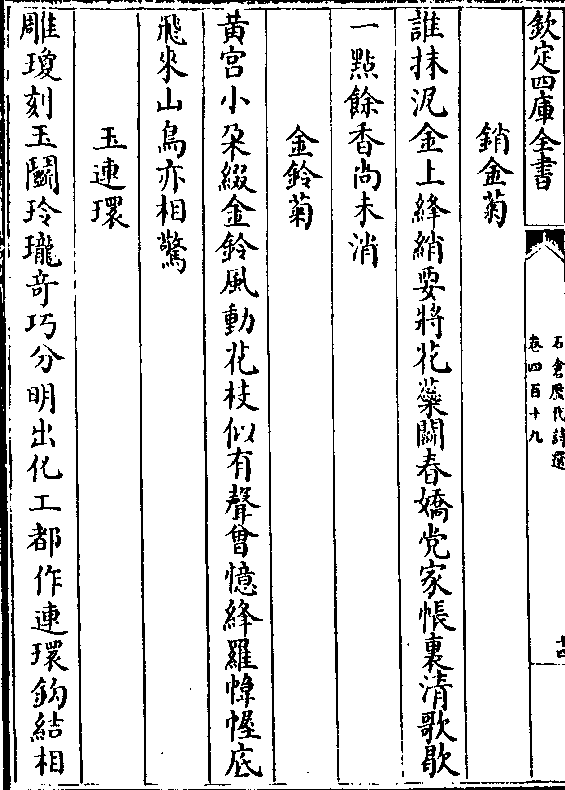 欽定四庫全書
石倉歷代詩選
卷四百十九
十四
銷金菊
誰抹泥金上絳綃要將花藥鬭春嬌党家帳裏清歌歇
一點餘香尚未消
金鈴菊
黄宫小朶綴金鈴風動花枝似有聲曾憶絳羅幃幄底
飛來山鳥亦相驚
玉連環
雕瓊刻玉鬭玲瓏竒巧分明出化工都作連環鈎結相